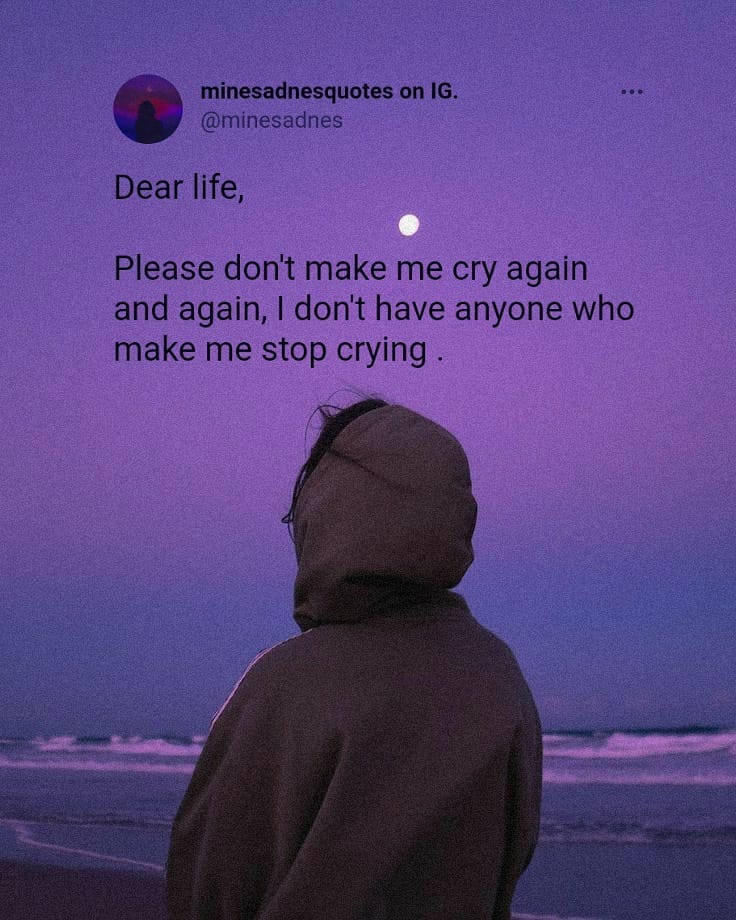 minesadnesquotes on IG.
@minesadnes
Dear life,
Please don't make me cry again
and again, I don't have anyone who
make me stop crying .